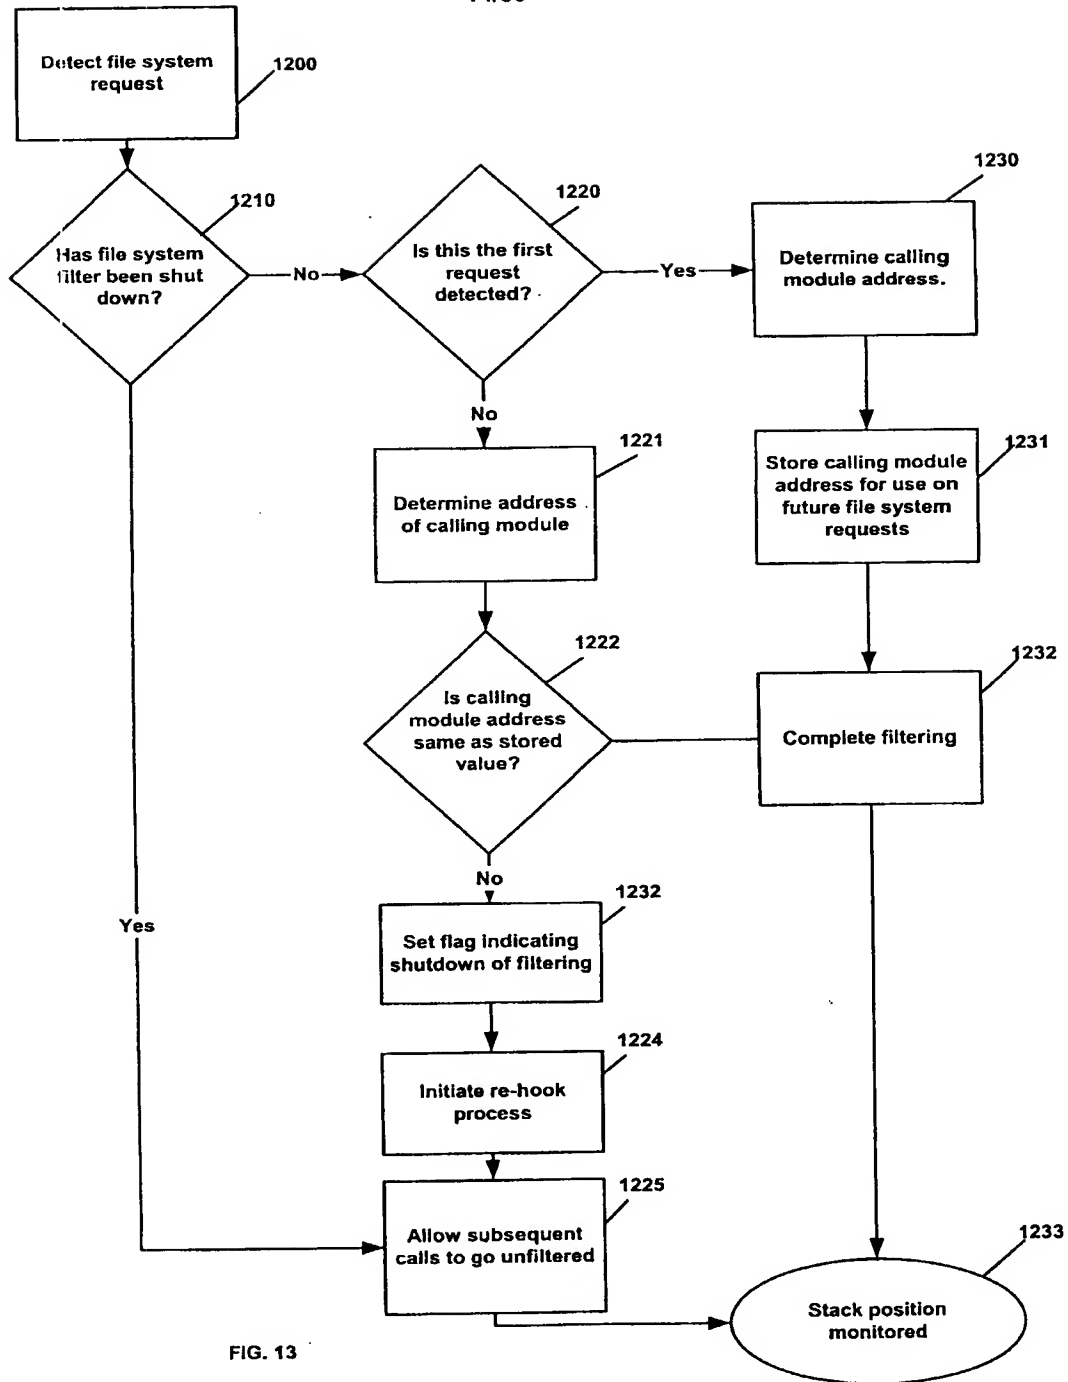 Detect file system
request
1200
1210
Has file system
filter been shut
down?
No
1220
Is this the first
request
detected?
Yes
1230
Determine calling
module address.
No
1221
Determine address
of calling module
1231
Store calling module
address for use on
future file system
requests
1222
Is calling
module address
same as stored
value?
1232
Complete filtering
No
1232
Set flag indicating
shutdown of filtering
Yes
1224
Initiate re-hook
process
1225
Allow subsequent
calls to go unfiltered
1233
Stack position
monitored
FIG. 13